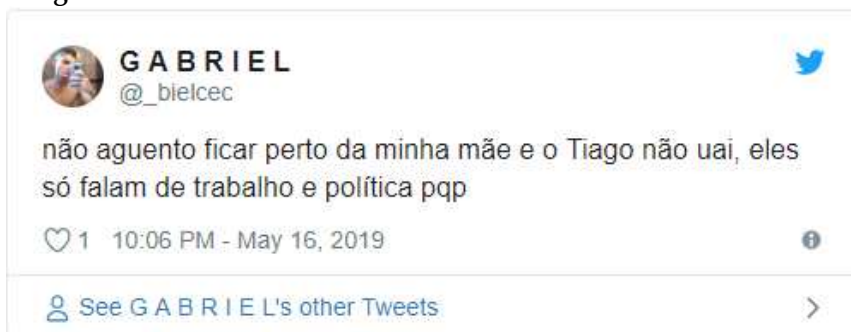 G A B R I E L
@_bielcec
não aguento ficar perto da minha mãe e o Tiago não uai, eles
só falam de trabalho e política pqp
1 10:06 PM - May 16, 2019
See G A B R I E L's other Tweets